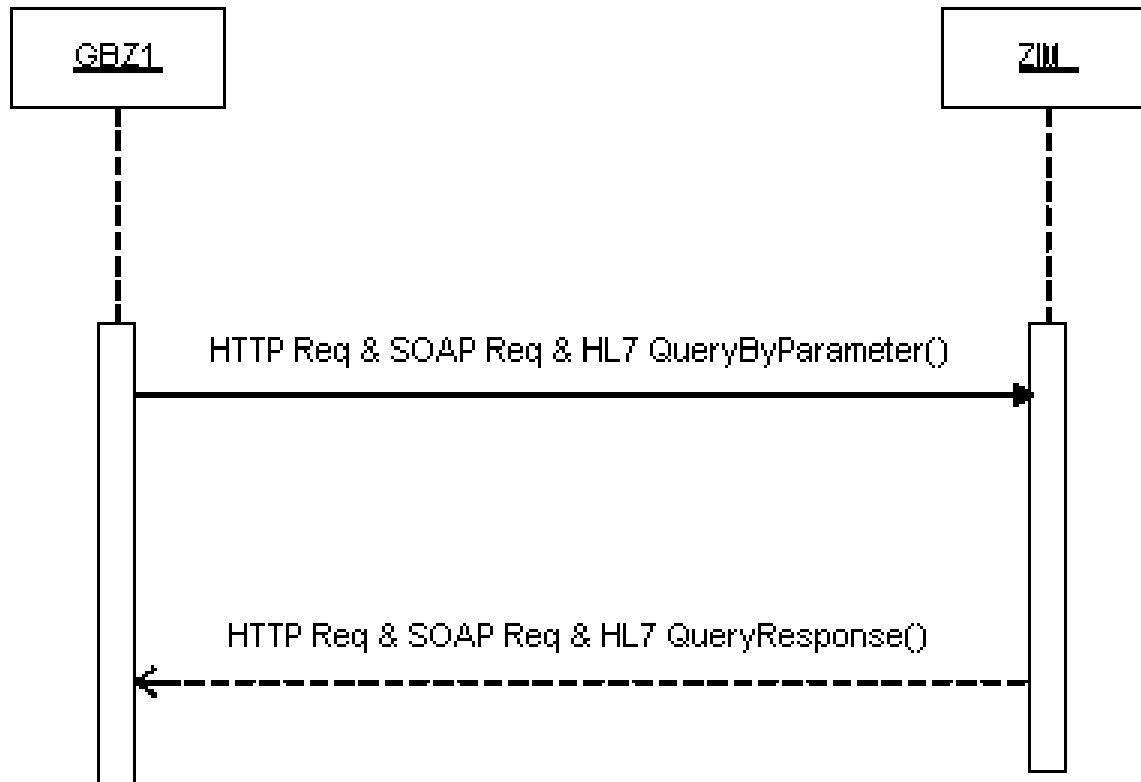 GBZ1
ZIM
HTTP Req & SOAP Req & HL7 QueryByParameter()
HTTP Req & SOAP Req & HL7 QueryResponse()